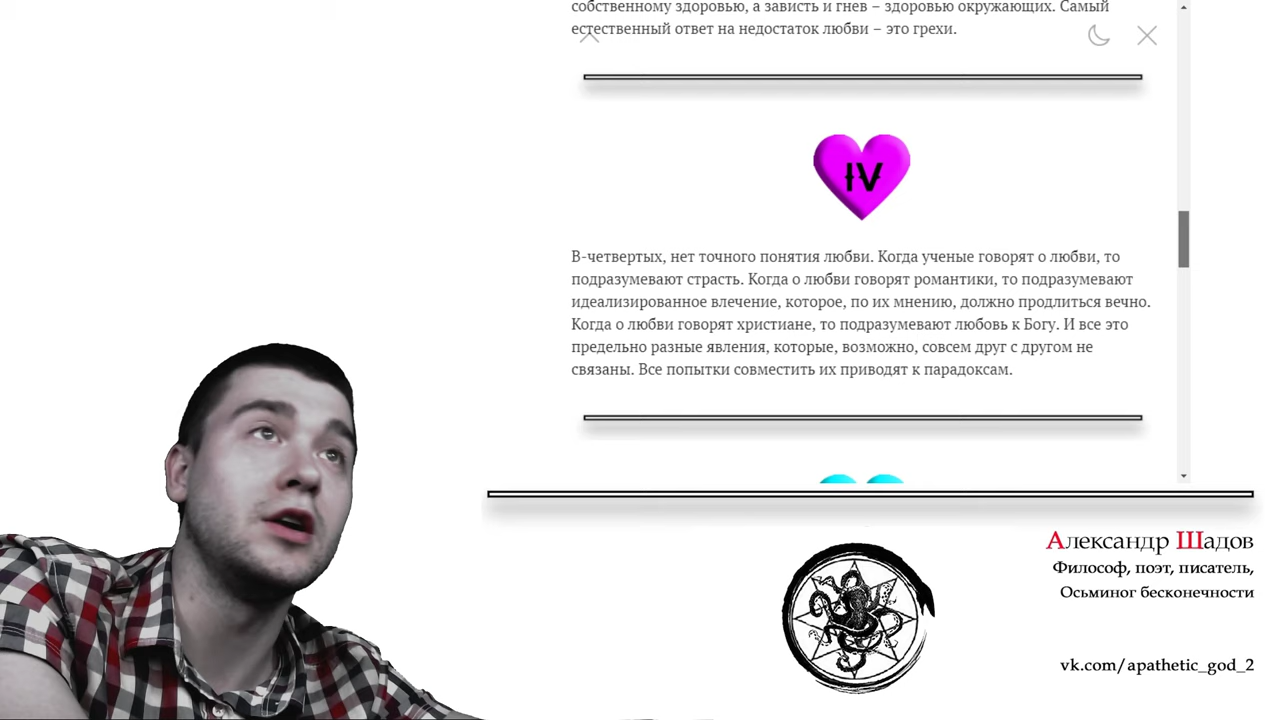 собственному здоровью, а зависть и гнев – здоровью окружающих. Самый
естественный ответ на недостаток любви – это грехи.
IV
В-четвертых, нет точного понятия любви. Когда ученые говорят о любви, то
подразумевают страсть. Когда о любви говорят романтики, то подразумевают
идеализированное влечение, которое, по их мнению, должно продлиться вечно.
Когда о любви говорят христиане, то подразумевают любовь к Богу. И все это
предельно разные явления, которые, возможно, совсем друг с другом не
связаны. Все попытки совместить их приводят к парадоксам.
Александр Шадов
Философ, поэт, писатель,
Осьминог бесконечности
vk.com/apathetic_god_2